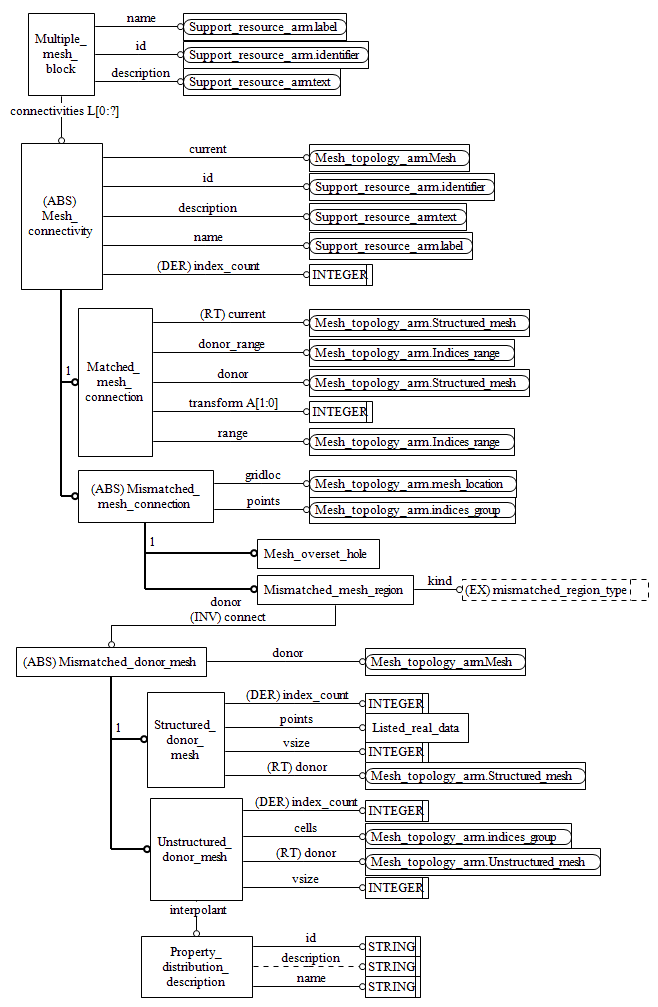 name
Multiple_
mesh_
block
Support_resource_arm.label
id
Support_resource_arm.identifier
description
Support_resource_arm.text
connectivities L[0:?]
(ABS)
Mesh_
connectivity
current
Mesh_topology_arm.Mesh
id
Support_resource_arm.identifier
description
Support_resource_arm.text
name
Support_resource_arm.label
(DER) index_count
INTEGER
1
Matched_
mesh_
connection
(RT) current
Mesh_topology_arm.Structured_mesh
donor_range
Mesh_topology_arm.Indices_range
donor
Mesh_topology_arm.Structured_mesh
transform A[1:0]
INTEGER
range
Mesh_topology_arm.Indices_range
(ABS) Mismatched_
mesh_connection
gridloc
Mesh_topology_arm.mesh_location
points
Mesh_topology_arm.indices_group
1
Mesh_overset_hole
Mismatched_mesh_region
kind
(EX) mismatched_region_type
donor
(INV) connect
(ABS) Mismatched_donor_mesh
donor
Mesh_topology_arm.Mesh
1
Structured_
donor_
mesh
(DER) index_count
INTEGER
points
Listed_real_data
vsize
INTEGER
(RT) donor
Mesh_topology_arm.Structured_mesh
Unstructured_
donor_mesh
(DER) index_count
INTEGER
cells
Mesh_topology_arm.indices_group
(RT) donor
Mesh_topology_arm.Unstructured_mesh
vsize
INTEGER
interpolant
Property_
distribution_
description
id
STRING
description
STRING
name
STRING